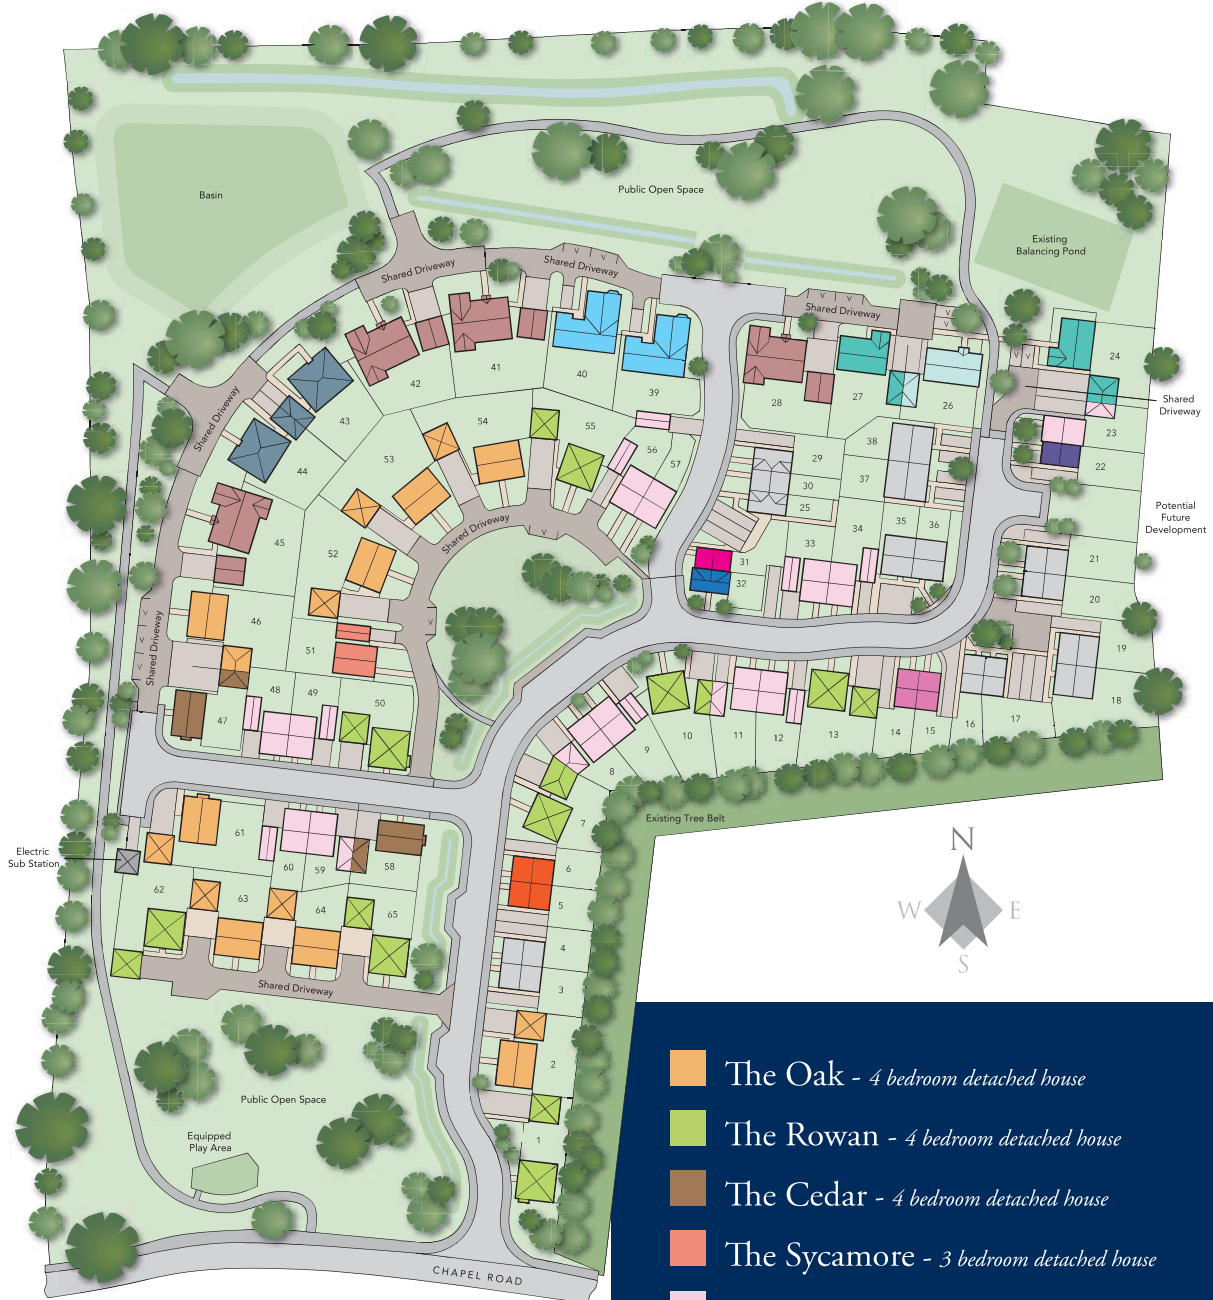 Basin
Public Open Space
Existing
Balancing Pond
Shared Driveway
Shared Driveway
Shared Driveway
24
Shared
Driveway
23
22
Potential
Future
Development
21
20
19
18
17
16
15
14
13
12
11
10
9
8
7
6
5
4
3
2
1
25
26
27
28
29
30
31
32
33
34
35
36
37
38
39
40
41
42
43
44
45
46
47
48
49
50
51
52
53
54
55
56
57
Shared Driveway
Shared Driveway
Shared Driveway
58
59
60
61
62
63
64
65
Electric
Sub Station
Shared Driveway
Existing Tree Belt
N
W
E
S
Public Open Space
Equipped
Play Area
CHAPEL ROAD
The Oak - 4 bedroom detached house
The Rowan - 4 bedroom detached house
The Cedar - 4 bedroom detached house
The Sycamore - 3 bedroom detached house